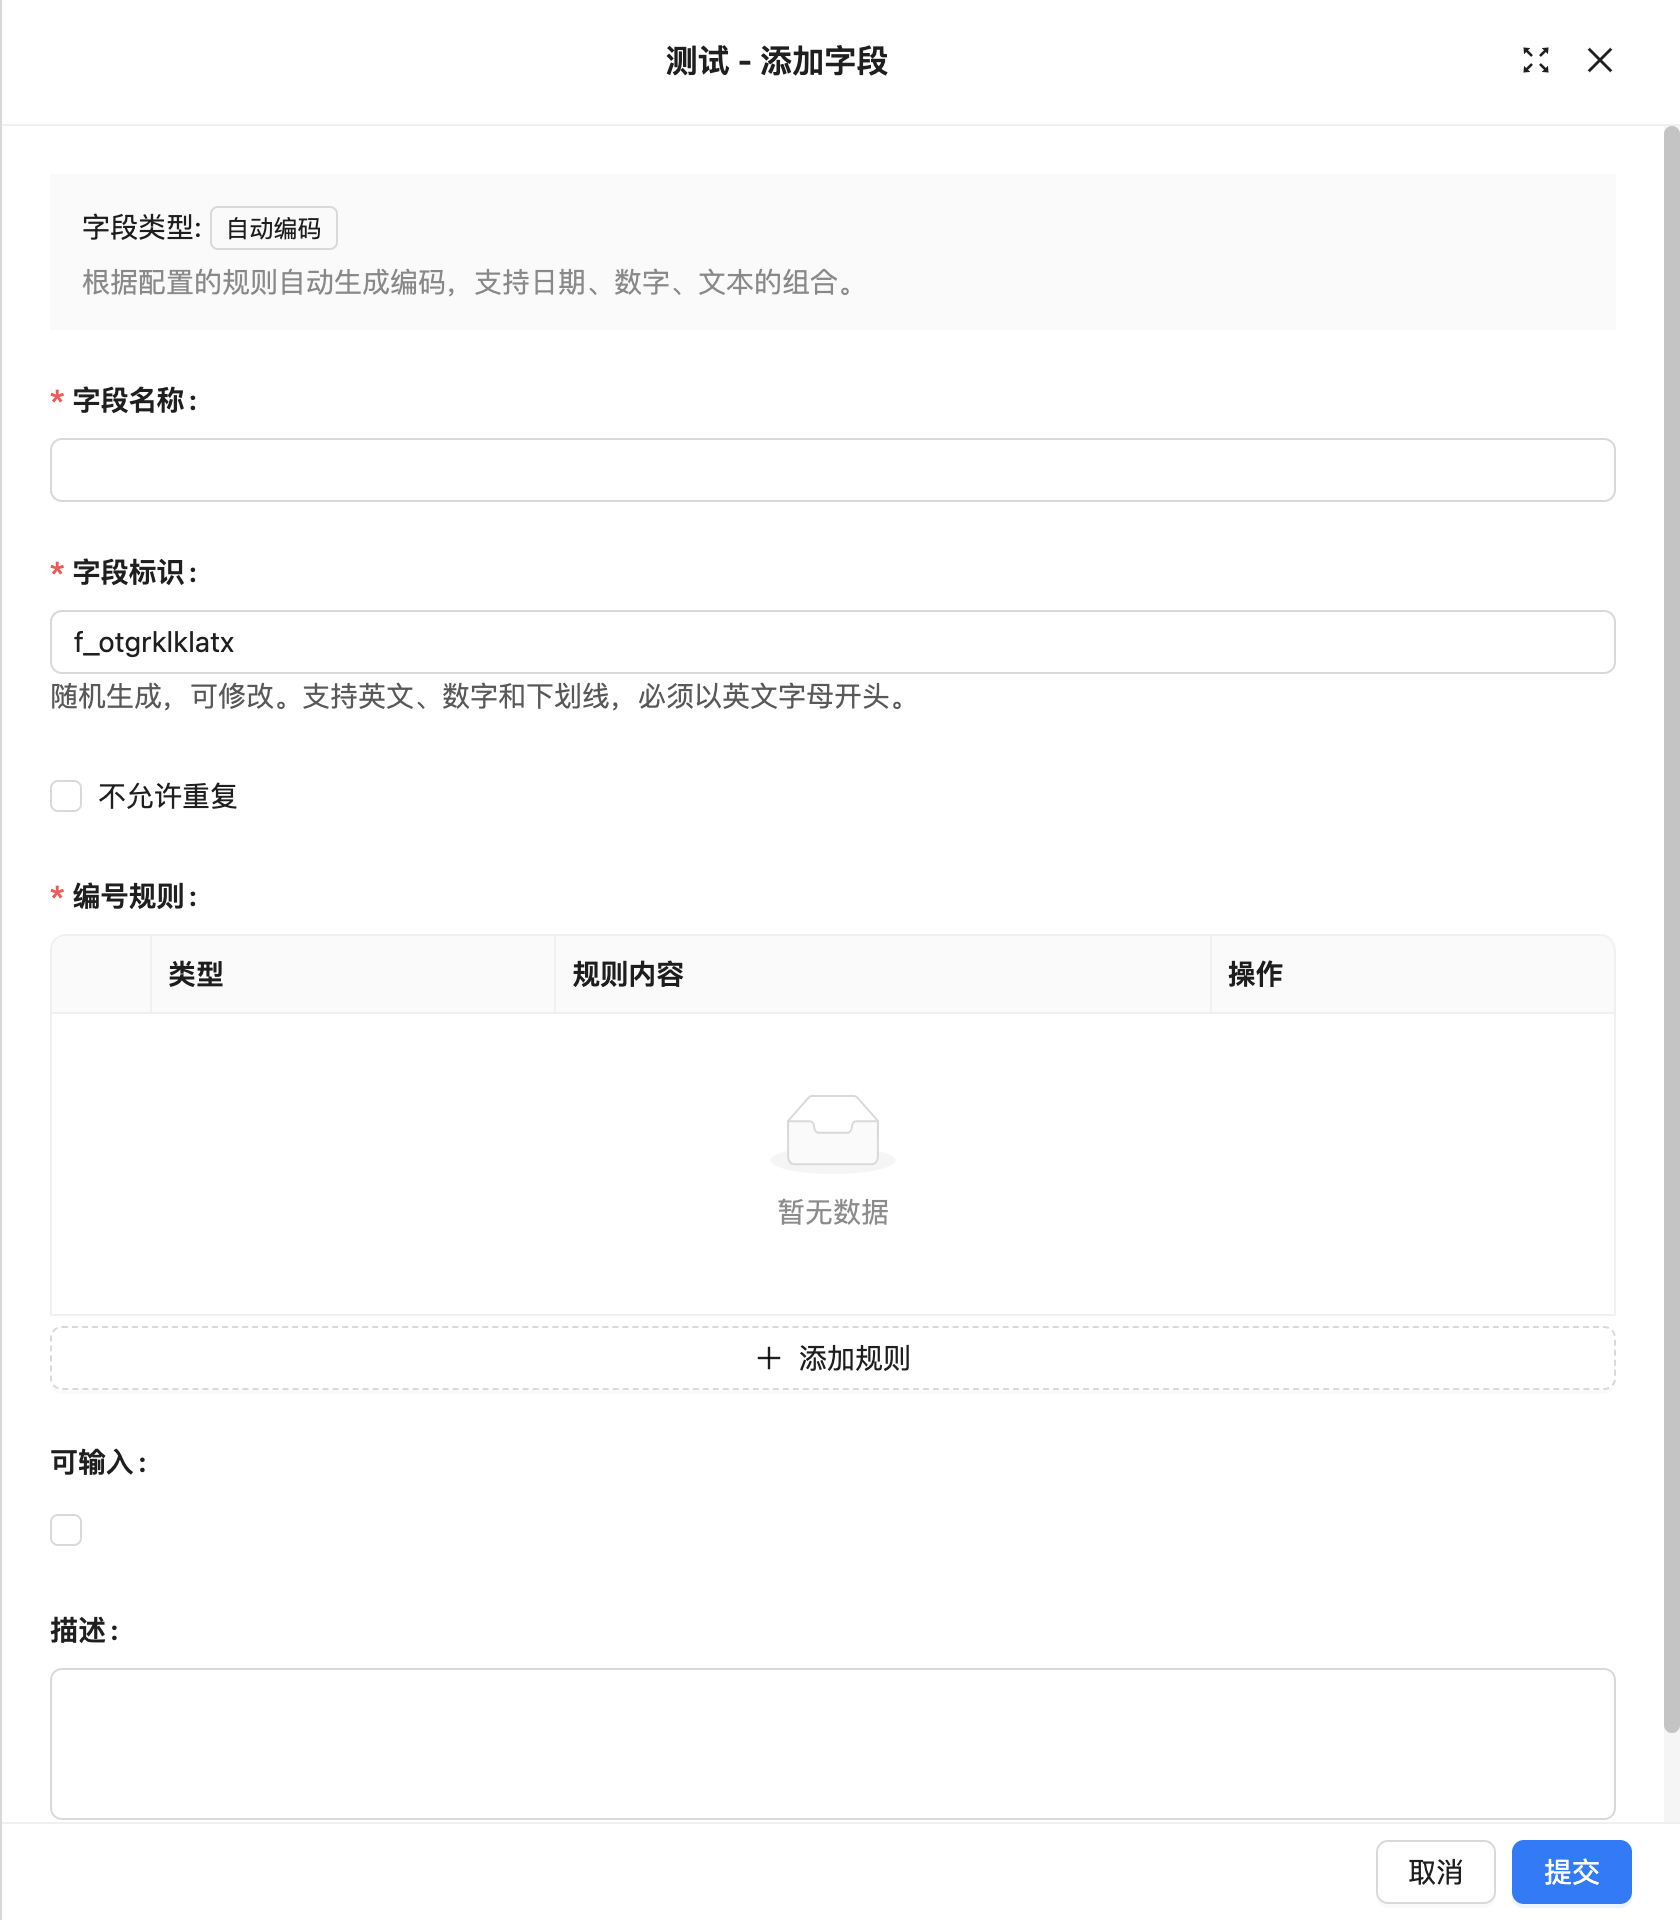 测试 - 添加字段
字段类型: 自动编码
根据配置的规则自动生成编码，支持日期、数字、文本的组合。
* 字段名称:
* 字段标识:
f_otgrklklatx
随机生成，可修改。支持英文、数字和下划线，必须以英文字母开头。
不允许重复
* 编号规则:
类型 规则内容 操作
暂无数据
+ 添加规则
可输入:
描述:
取消 提交